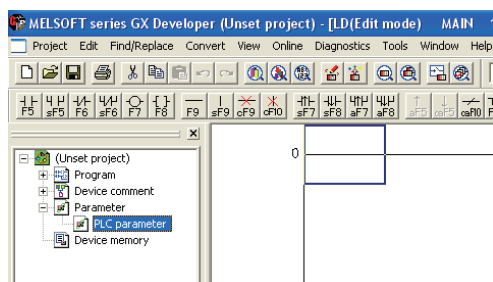 MELSOFT series GX Developer (Unset project) - [LD(Edit mode) MAIN
Project Edit Find/Replace Convert View Online Diagnostics Tools Window Help
F5 sF5 F6 sF6 F7 F8 F9 sF9 cF9 cF10 sF7 sF8 aF7 aF8 aF5 caF5 caF10
(Unset project)
Program
Device comment
Parameter
PLC parameter
Device memory
0